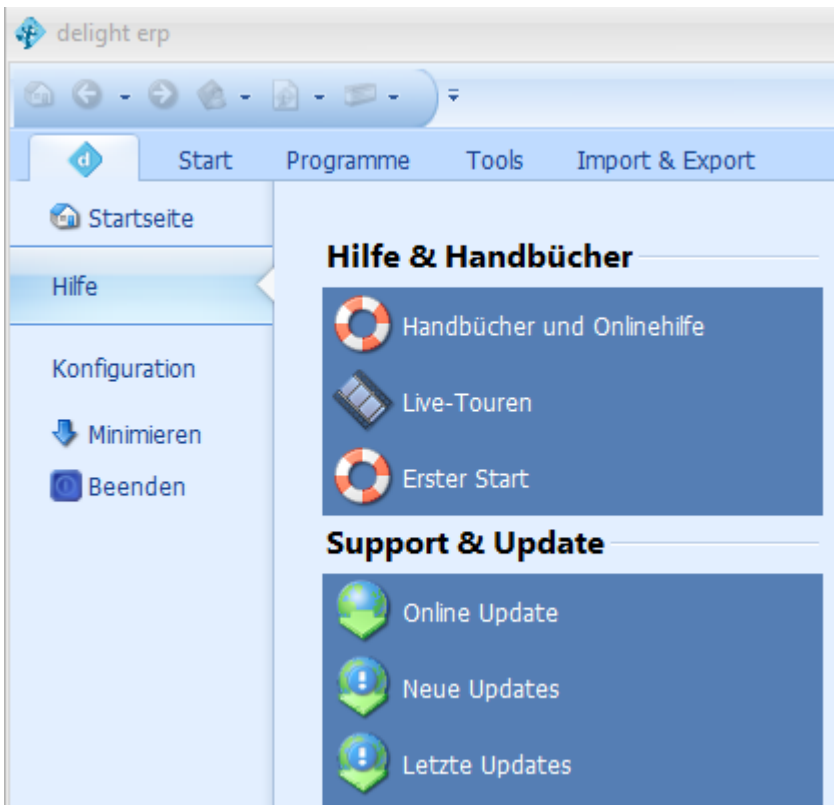 delight erp
d
Start
Programme
Tools
Import & Export
Startseite
Hilfe
Konfiguration
Minimieren
Beenden
Hilfe & Handbücher
Handbücher und Onlinehilfe
Live-Touren
Erster Start
Support & Update
Online Update
Neue Updates
Letzte Updates